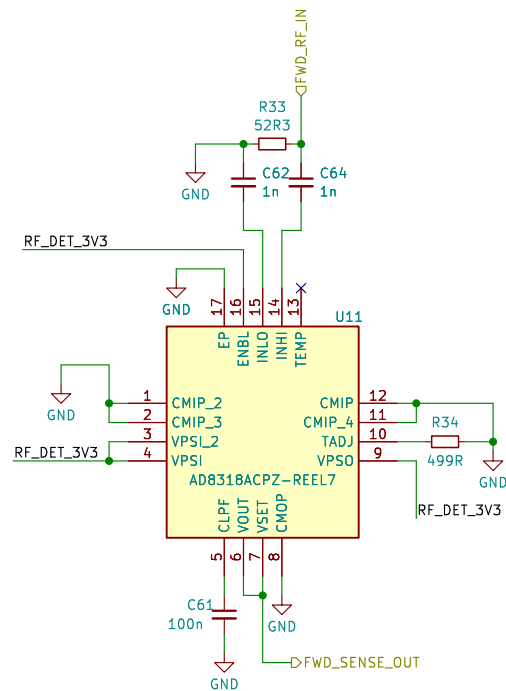 FWD_RF_IN
R33
52R3
C62
1n
C64
1n
GND
RF_DET_3V3
GND
17
16
15
14
13
U11
EP
ENBL
INLO
INHI
TEMP
GND
1
CMIP_2
CMIP
12
2
CMIP_3
CMIP_4
11
RF_DET_3V3
3
VPSI_2
TADJ
10
R34
499R
4
VPSI
VPSO
9
GND
AD8318ACPZ-REEL7
RF_DET_3V3
CLPF
VOUT
VSET
CMOP
5
6
7
8
C61
100n
GND
GND
FWD_SENSE_OUT